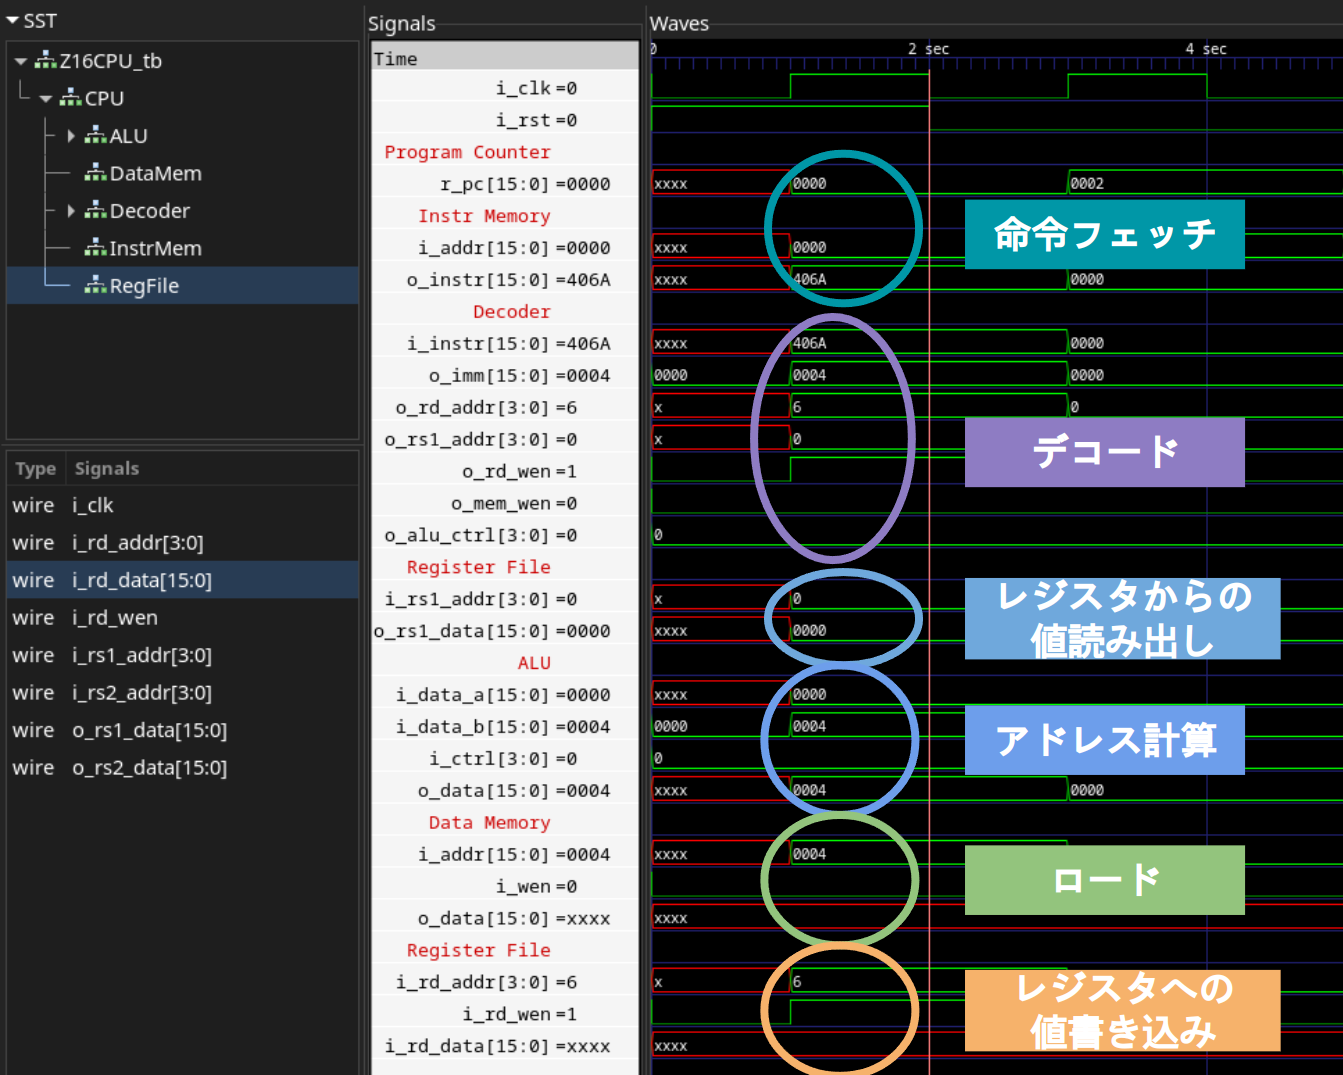 SST
Z16CPU_tb
CPU
ALU
DataMem
Decoder
InstrMem
RegFile
Type Signals
wire i_clk
wire i_rd_addr[3:0]
wire i_rd_data[15:0]
wire i_rd_wen
wire i_rs1_addr[3:0]
wire i_rs2_addr[3:0]
wire o_rs1_data[15:0]
wire o_rs2_data[15:0]
Signals
Time
i_clk =0
i_rst =0
Program Counter
r_pc[15:0] =0000
Instr Memory
i_addr[15:0] =0000
o_instr[15:0] =406A
Decoder
i_instr[15:0] =406A
o_imm[15:0] =0004
o_rd_addr[3:0] =6
o_rs1_addr[3:0] =0
o_rd_wen =1
o_mem_wen =0
o_alu_ctrl[3:0] =0
Register File
i_rs1_addr[3:0] =0
o_rs1_data[15:0] =0000
ALU
i_data_a[15:0] =0000
i_data_b[15:0] =0004
i_ctrl[3:0] =0
o_data[15:0] =0004
Data Memory
i_addr[15:0] =0004
i_wen =0
o_data[15:0] =xxxx
Register File
i_rd_addr[3:0] =6
i_rd_wen =1
i_rd_data[15:0] =xxxx
Waves
0 2 sec 4 sec
xxxx 0000 0002
命令フェッチ
xxxx 0000
xxxx 406A 0000
xxxx 406A 0000
0000 0004 0000
x 6 0
x 0
デコード
0
x 0
レジスタからの
値読み出し
xxxx 0000
xxxx 0000
0000 0004
アドレス計算
0
xxxx 0004 0000
xxxx 0004
ロード
xxxx
x 6
レジスタへの
値書き込み
xxxx